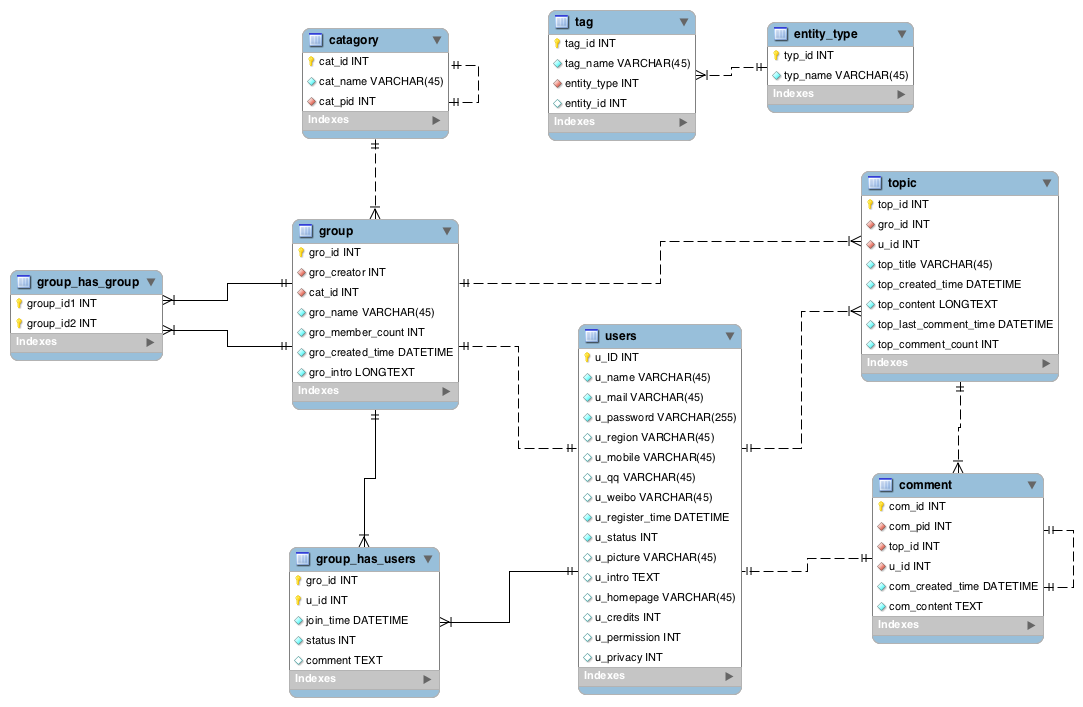 catagory
cat_id INT
cat_name VARCHAR(45)
cat_pid INT
Indexes
tag
tag_id INT
tag_name VARCHAR(45)
entity_type INT
entity_id INT
Indexes
entity_type
typ_id INT
typ_name VARCHAR(45)
Indexes
topic
top_id INT
gro_id INT
u_id INT
top_title VARCHAR(45)
top_created_time DATETIME
top_content LONGTEXT
top_last_comment_time DATETIME
top_comment_count INT
Indexes
group
gro_id INT
gro_creator INT
cat_id INT
gro_name VARCHAR(45)
gro_member_count INT
gro_created_time DATETIME
gro_intro LONGTEXT
Indexes
group_has_group
group_id1 INT
group_id2 INT
Indexes
users
u_ID INT
u_name VARCHAR(45)
u_mail VARCHAR(45)
u_password VARCHAR(255)
u_region VARCHAR(45)
u_mobile VARCHAR(45)
u_qq VARCHAR(45)
u_weibo VARCHAR(45)
u_register_time DATETIME
u_status INT
u_picture VARCHAR(45)
u_intro TEXT
u_homepage VARCHAR(45)
u_credits INT
u_permission INT
u_privacy INT
Indexes
comment
com_id INT
com_pid INT
top_id INT
u_id INT
com_created_time DATETIME
com_content TEXT
Indexes
group_has_users
gro_id INT
u_id INT
join_time DATETIME
status INT
comment TEXT
Indexes